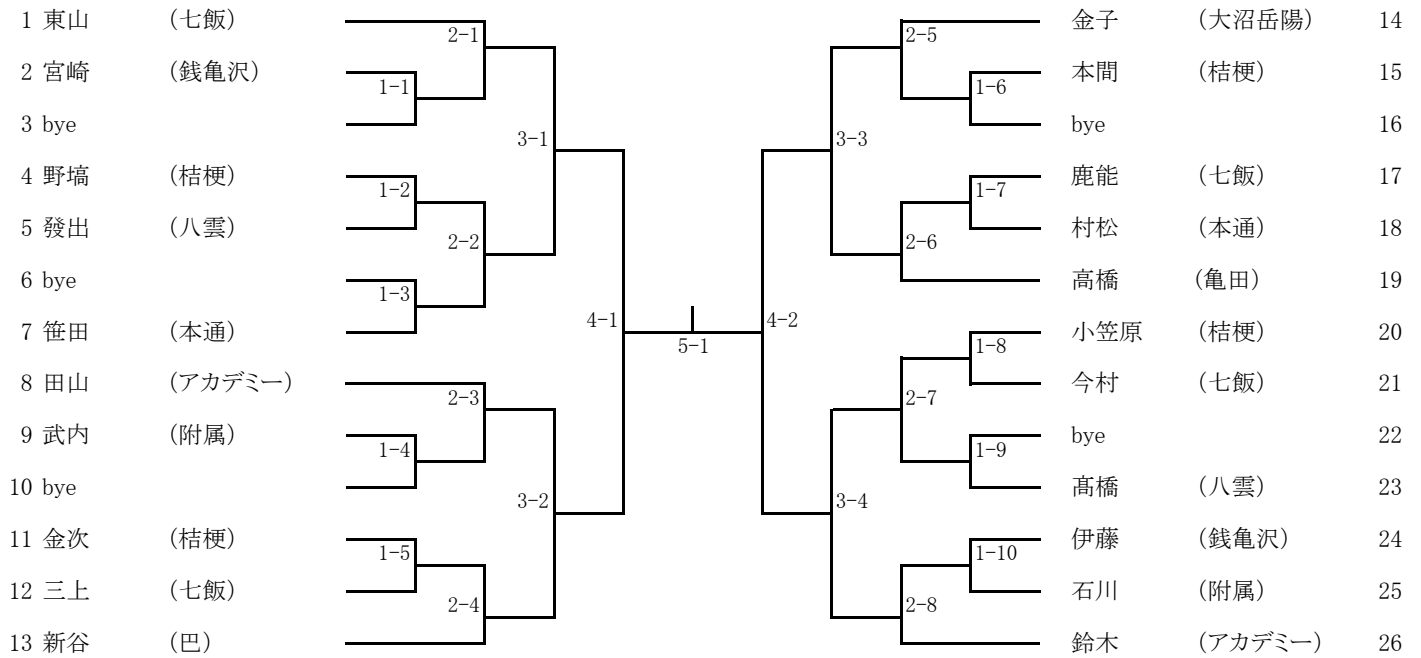 1 東山 (七飯) 2-1 2-5 金子 (大沼岳陽) 14
2 宮崎 (銭亀沢) 1-1 1-6 本間 (桔梗) 15
3 bye bye 16
3-1 3-3
4 野塙 (桔梗) 1-2 1-7 鹿能 (七飯) 17
5 發出 (八雲) 2-2 2-6 村松 (本通) 18
6 bye 1-3 高橋 (亀田) 19
7 笹田 (本通) 4-1 5-1 4-2 1-8 小笠原 (桔梗) 20
8 田山 (アカデミー) 2-3 2-7 今村 (七飯) 21
9 武内 (附属) 1-4 1-9 bye 22
10 bye 3-2 3-4 髙橋 (八雲) 23
11 金次 (桔梗) 1-5 1-10 伊藤 (銭亀沢) 24
12 三上 (七飯) 2-4 2-8 石川 (附属) 25
13 新谷 (巴) 鈴木 (アカデミー) 26